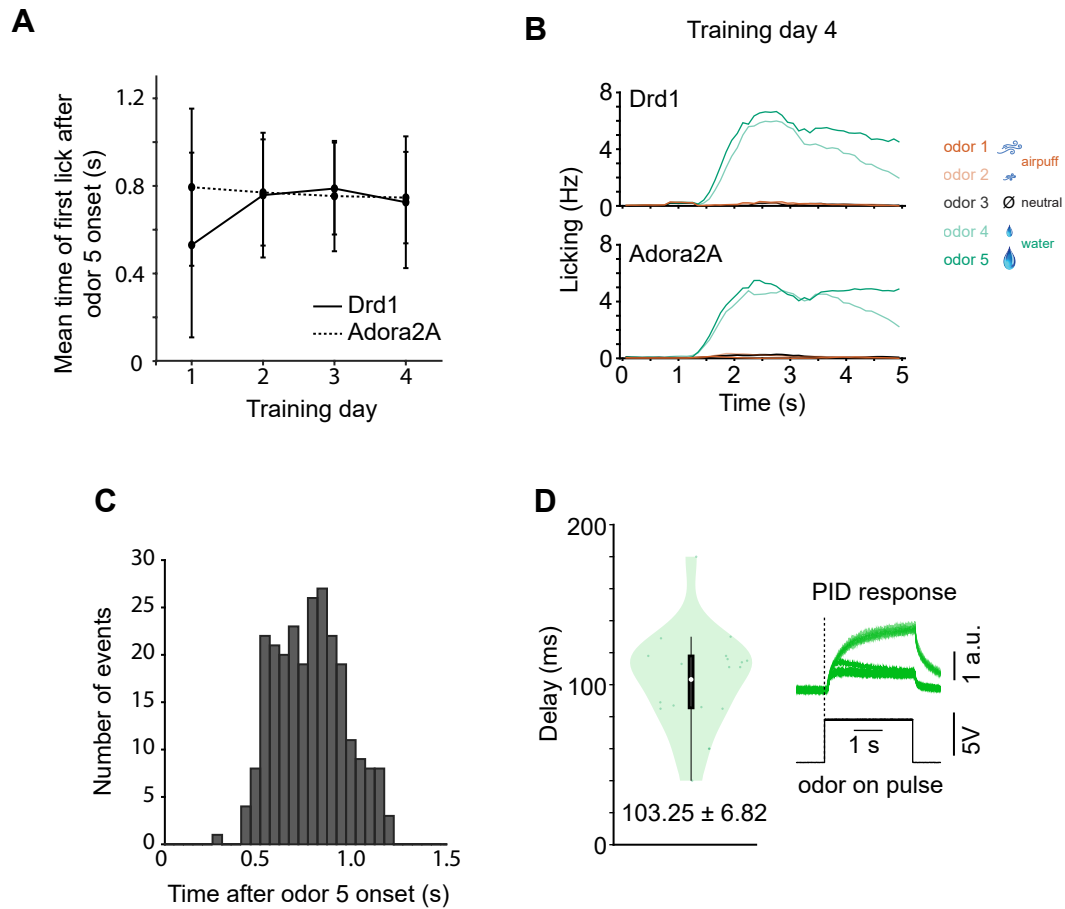 A
Mean time of first lick after
odor 5 onset (s)
1.2
0.8
0.4
0
Drd1
Adora2A
1 2 3 4
Training day
B
Training day 4
Licking (Hz)
8
4
0
Drd1
8
4
0
Adora2A
0 1 2 3 4 5
Time (s)
odor 1
odor 2
airpuff
odor 3 Ø neutral
odor 4
odor 5
water
C
Number of events
30
25
20
15
10
5
0
0 0.5 1.0 1.5
Time after odor 5 onset (s)
D
Delay (ms)
200
100
0
103.25 ± 6.82
PID response
1 a.u.
1 s
5V
odor on pulse